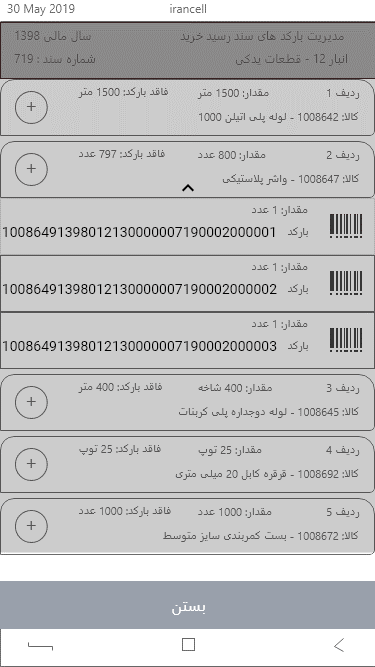 30 May 2019 irancell
مدیریت بارکد های سند رسید خرید سال مالی 1398
انبار 12 - قطعات یدکی شماره سند : 719
ردیف 1 مقدار: 1500 متر فاقد بارکد: 1500 متر
کالا: 1008642 - لوله پلی اتیلن 1000
+
ردیف 2 مقدار: 800 عدد فاقد بارکد: 797 عدد
کالا: 1008647 - واشر پلاستیکی
+
مقدار: 1 عدد
بارکد 10086491398012130000007190002000001
مقدار: 1 عدد
بارکد 10086491398012130000007190002000002
مقدار: 1 عدد
بارکد 10086491398012130000007190002000003
ردیف 3 مقدار: 400 شاخه فاقد بارکد: 400 متر
کالا: 1008645 - لوله دوجداره پلی کربنات
+
ردیف 4 مقدار: 25 توپ فاقد بارکد: 25 توپ
کالا: 1008692 - قرقره کابل 20 میلی متری
+
ردیف 5 مقدار: 1000 عدد فاقد بارکد: 1000 عدد
کالا: 1008672 - بست کمربندی سایز متوسط
+
بستن